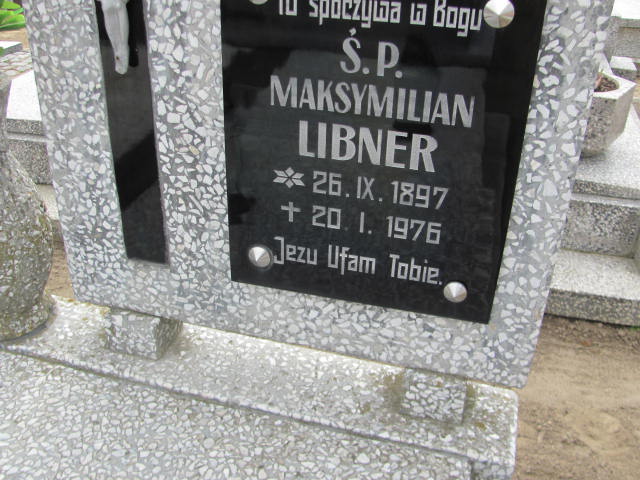 Tu spoczywa w Bogu
Ś.P.
MAKSYMILIAN
LIBNER
26.IX.1897
20.I.1976
Jezu Ufam Tobie.